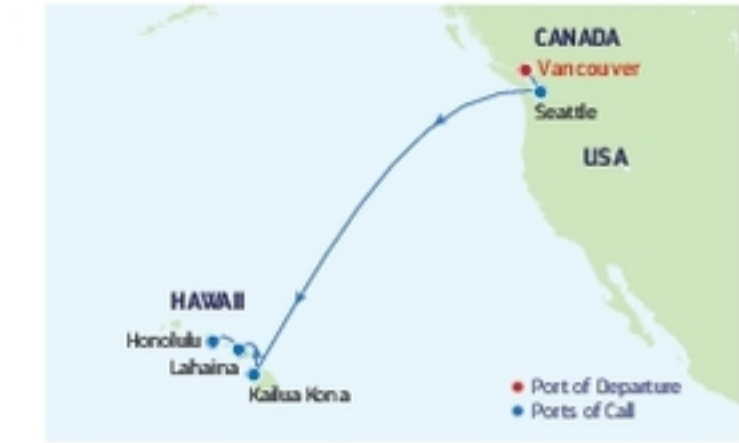 CANADA
Vancouver
Seattle
USA
HAWAII
Honolulu
Lahaina
Kailua Kona
Port of Departure
Ports of Call